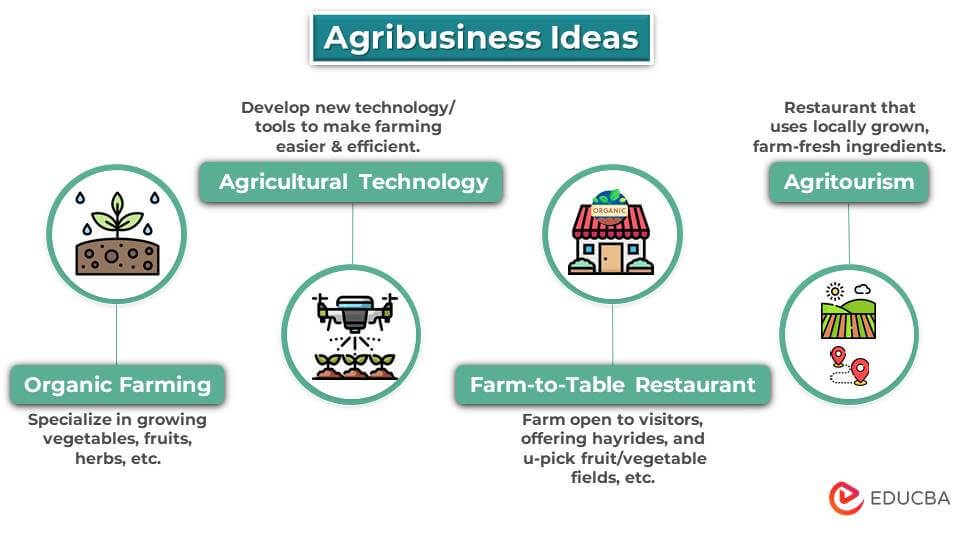 Agribusiness Ideas
Develop new technology/
tools to make farming
easier & efficient.
Agricultural Technology
Restaurant that
uses locally grown,
farm-fresh ingredients.
Agritourism
ORGANIC
Organic Farming
Specialize in growing
vegetables, fruits,
herbs, etc.
Farm-to-Table Restaurant
Farm open to visitors,
offering hayrides, and
u-pick fruit/vegetable
fields, etc.
EDUCBA